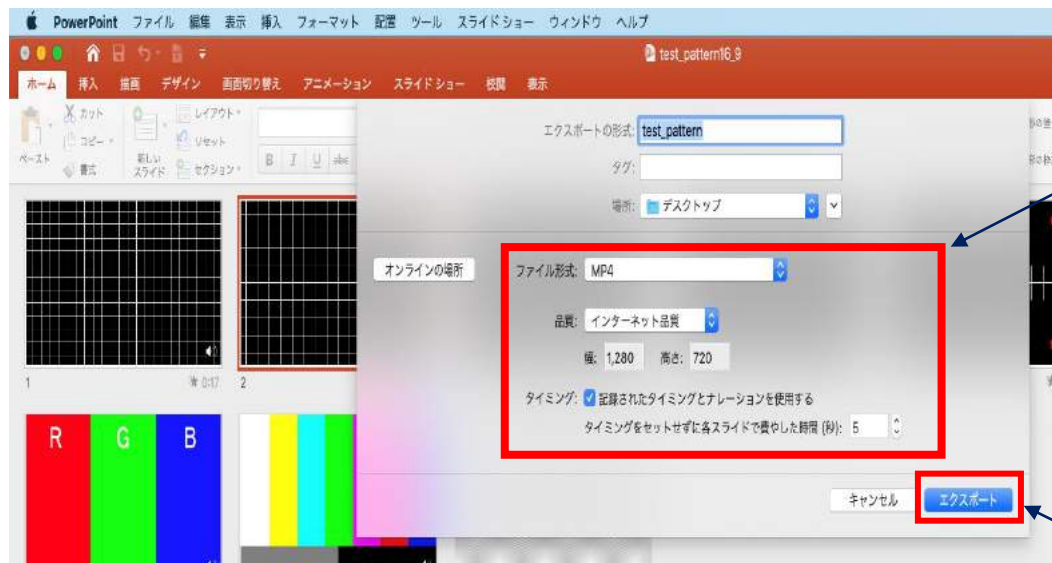 PowerPoint ファイル 編集 表示 挿入 フォーマット 配置 ツール スライドショー ウィンドウ ヘルプ
test_pattern16_9
ホーム 挿入 描画 デザイン 画面切り替え アニメーション スライド ショー 校閲 表示
ペースト
カット
コピー
書式
新しい
スライド
レイアウト
リセット
セクション
B I U abc
エクスポートの形式: test_pattern
タグ:
場所: デスクトップ
オンラインの場所
ファイル形式: MP4
品質: インターネット品質
幅: 1,280 高さ: 720
タイミング: 記録されたタイミングとナレーションを使用する
タイミングをセットせずに各スライドで費やした時間 (秒): 5
キャンセル エクスポート
1 0:17 2
R G B